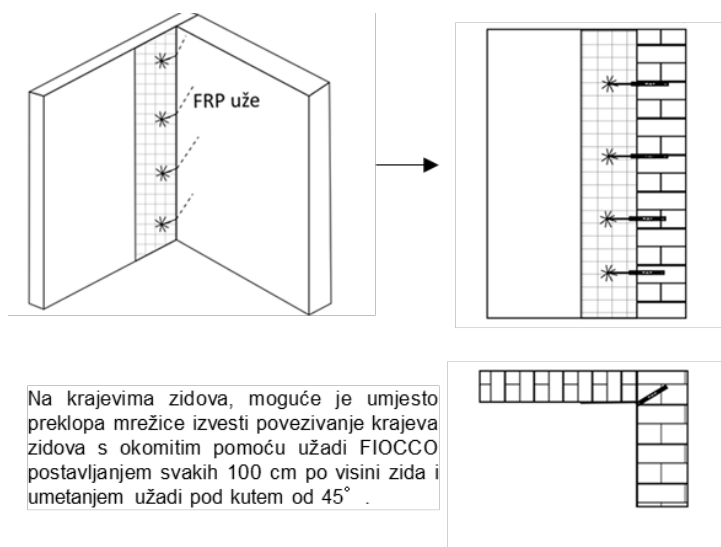 FRP uže
Na krajevima zidova, moguće je umjesto
preklopa mrežice izvesti povezivanje krajeva
zidova s okomitim pomoću užadi FIOCCO
postavljanjem svakih 100 cm po visini zida i
umetanjem užadi pod kutem od 45° .